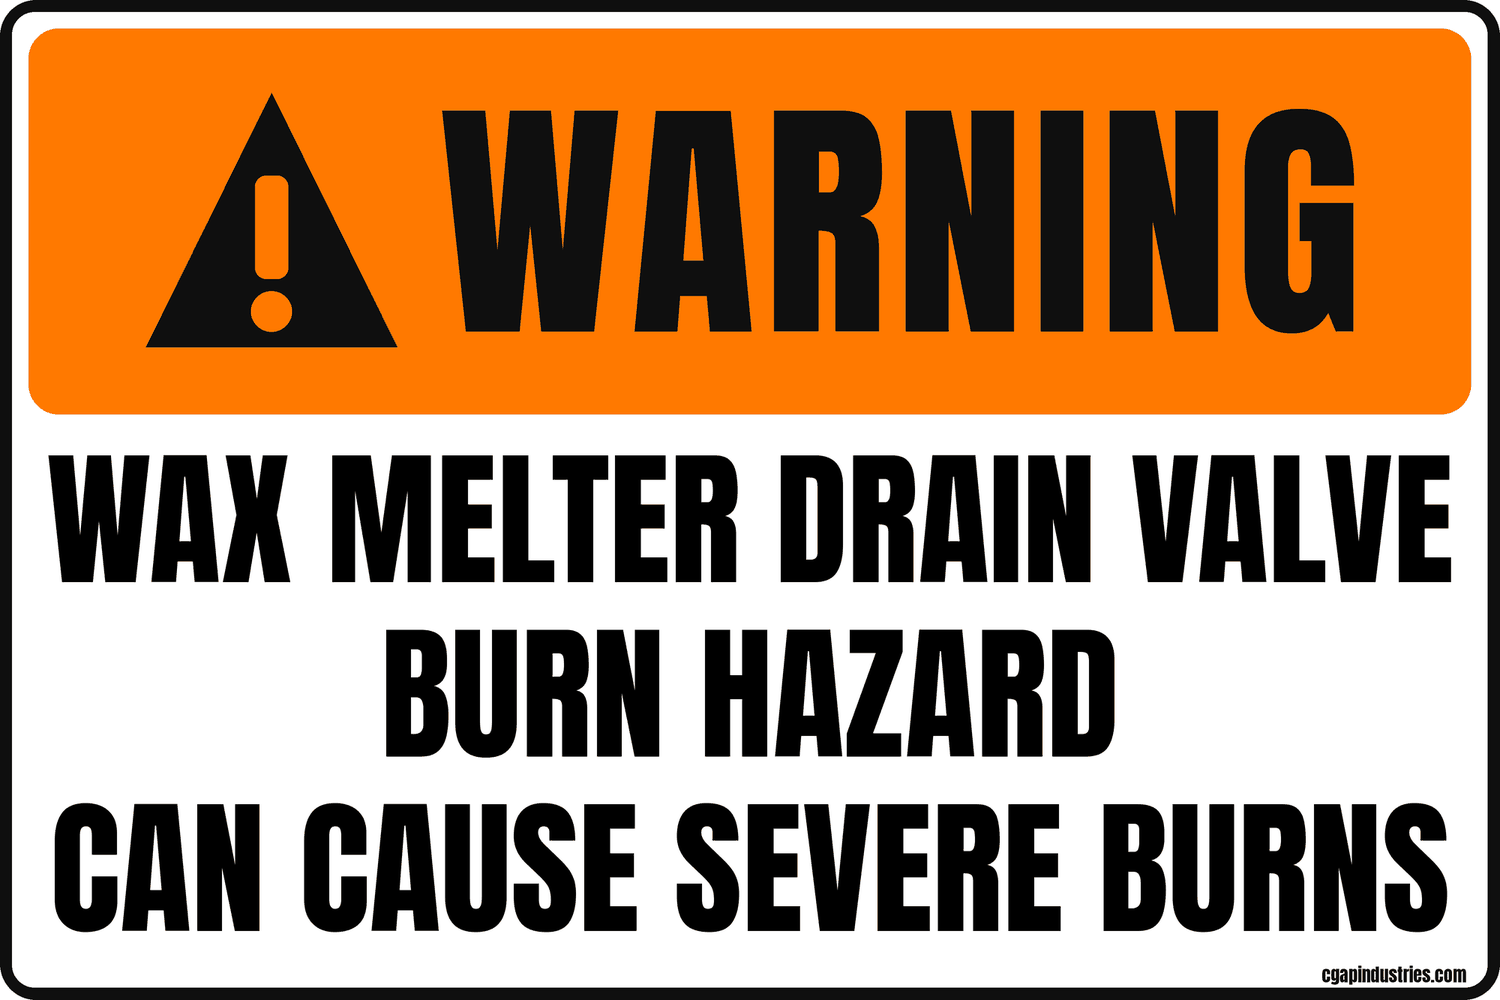 WARNING
WAX MELTER DRAIN VALVE
BURN HAZARD
CAN CAUSE SEVERE BURNS
cgapindustries.com